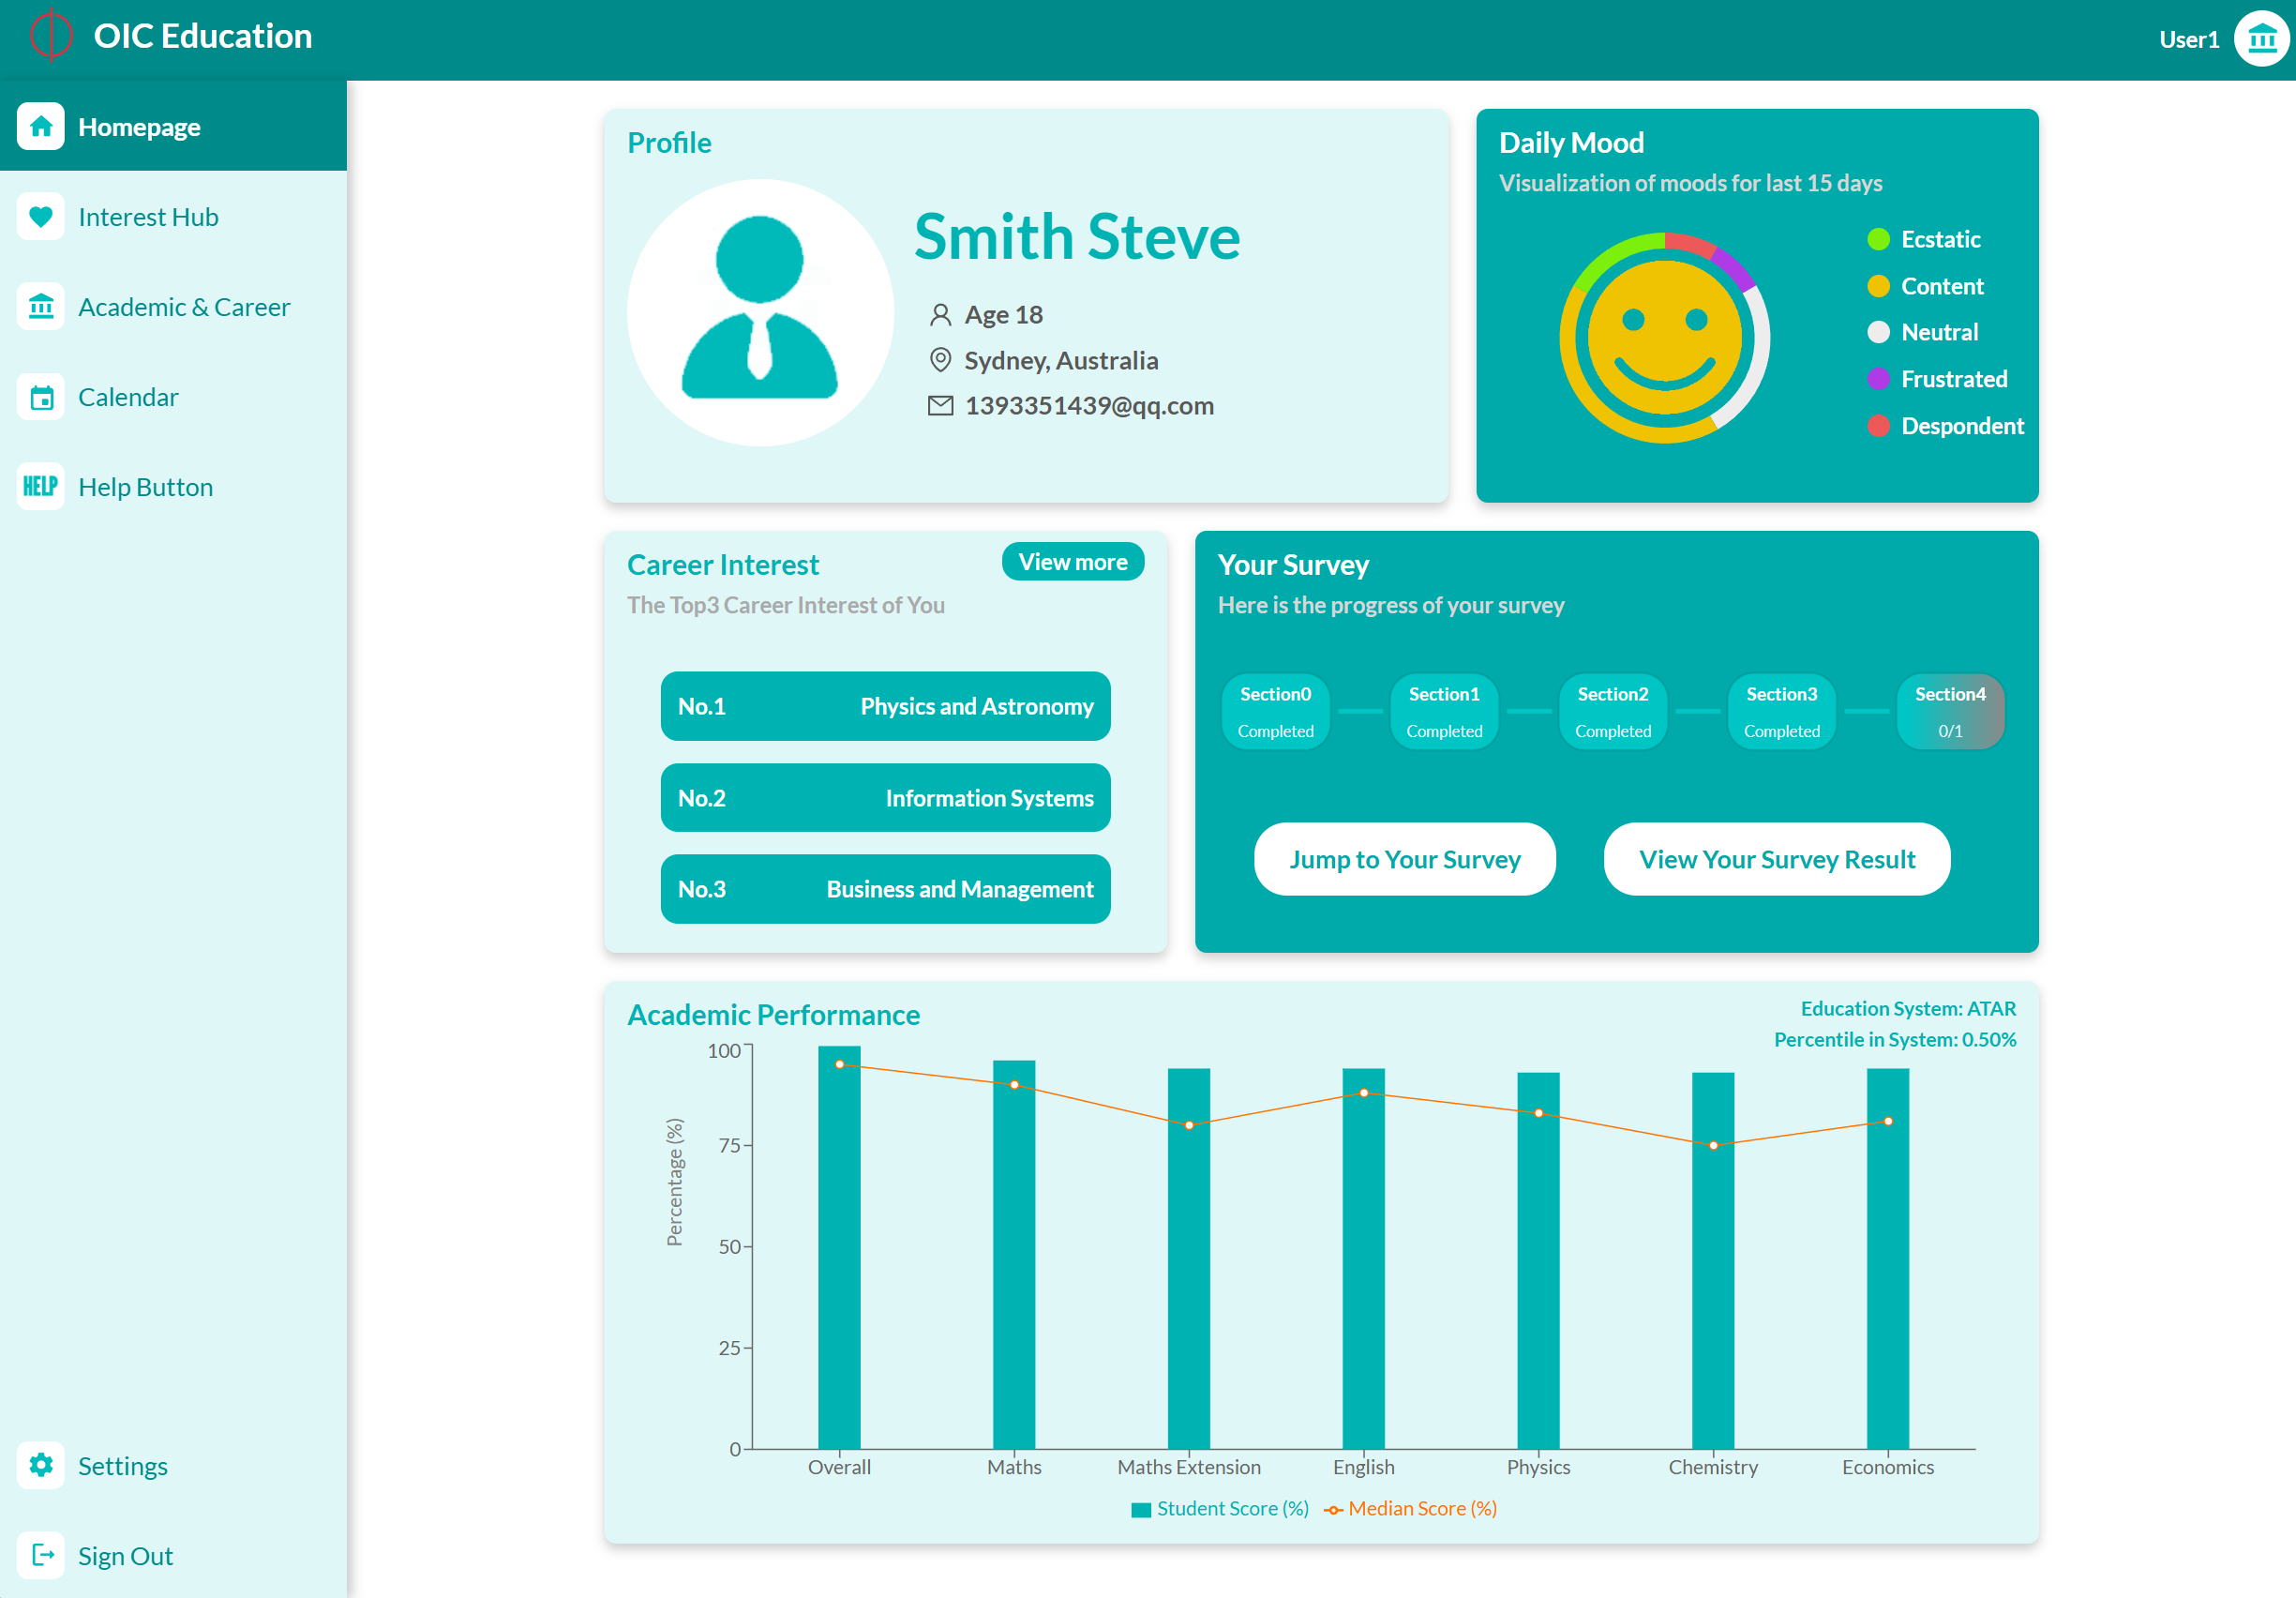 OIC Education
User1
Homepage
Interest Hub
Academic & Career
Calendar
HELP
Help Button
Settings
Sign Out
Profile
Smith Steve
Age 18
Sydney, Australia
1393351439@qq.com
Daily Mood
Visualization of moods for last 15 days
Ecstatic
Content
Neutral
Frustrated
Despondent
Career Interest
View more
The Top3 Career Interest of You
No.1 Physics and Astronomy
No.2 Information Systems
No.3 Business and Management
Your Survey
Here is the progress of your survey
Section0 Section1 Section2 Section3 Section4
Completed Completed Completed Completed 0/1
Jump to Your Survey
View Your Survey Result
Academic Performance
Education System: ATAR
Percentile in System: 0.50%
Percentage (%)
100
75
50
25
0
Overall Maths Maths Extension English Physics Chemistry Economics
Student Score (%) Median Score (%)